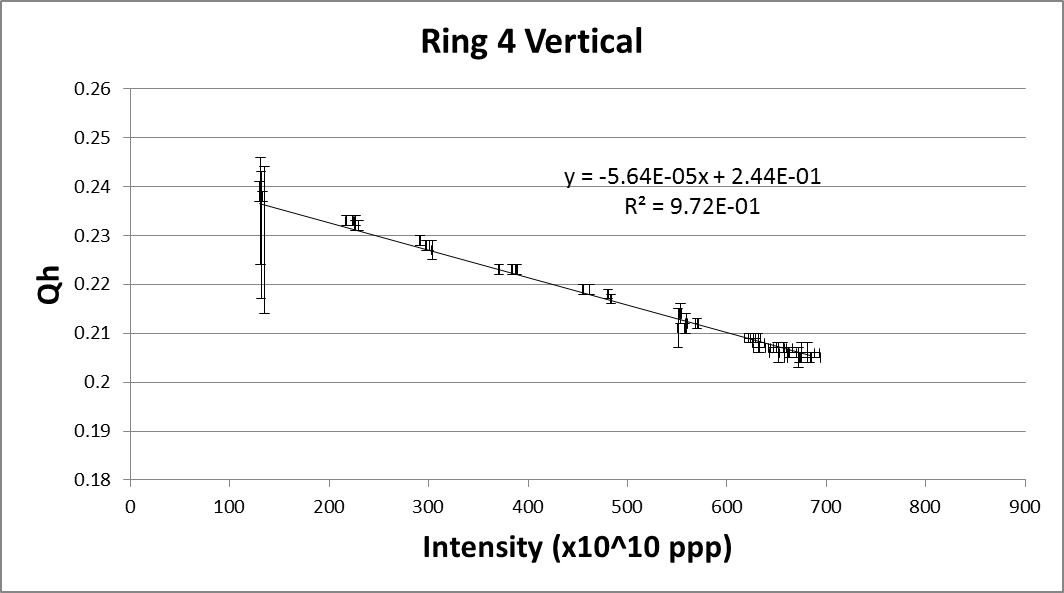 Ring 4 Vertical
0.26
0.25
0.24
0.23
0.22
0.21
0.2
0.19
0.18
Qh
y = -5.64E-05x + 2.44E-01
R² = 9.72E-01
0 100 200 300 400 500 600 700 800 900
Intensity (x10^10 ppp)